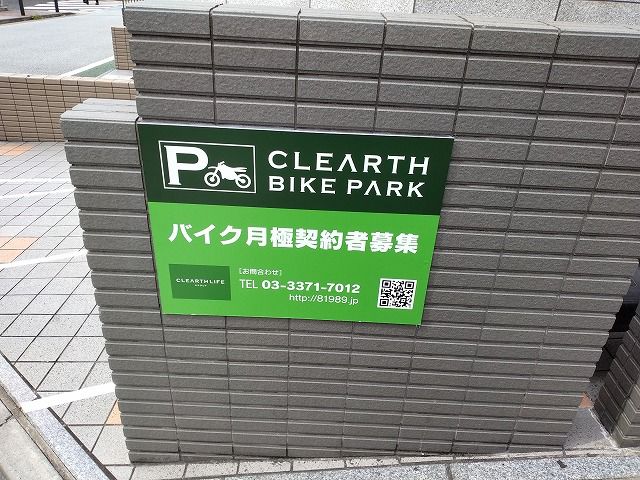 P
CLEARTH
BIKE PARK
バイク月極契約者募集
CLEARTH LIFE
[お問合わせ]
TEL 03-3371-7012
http://81989.jp